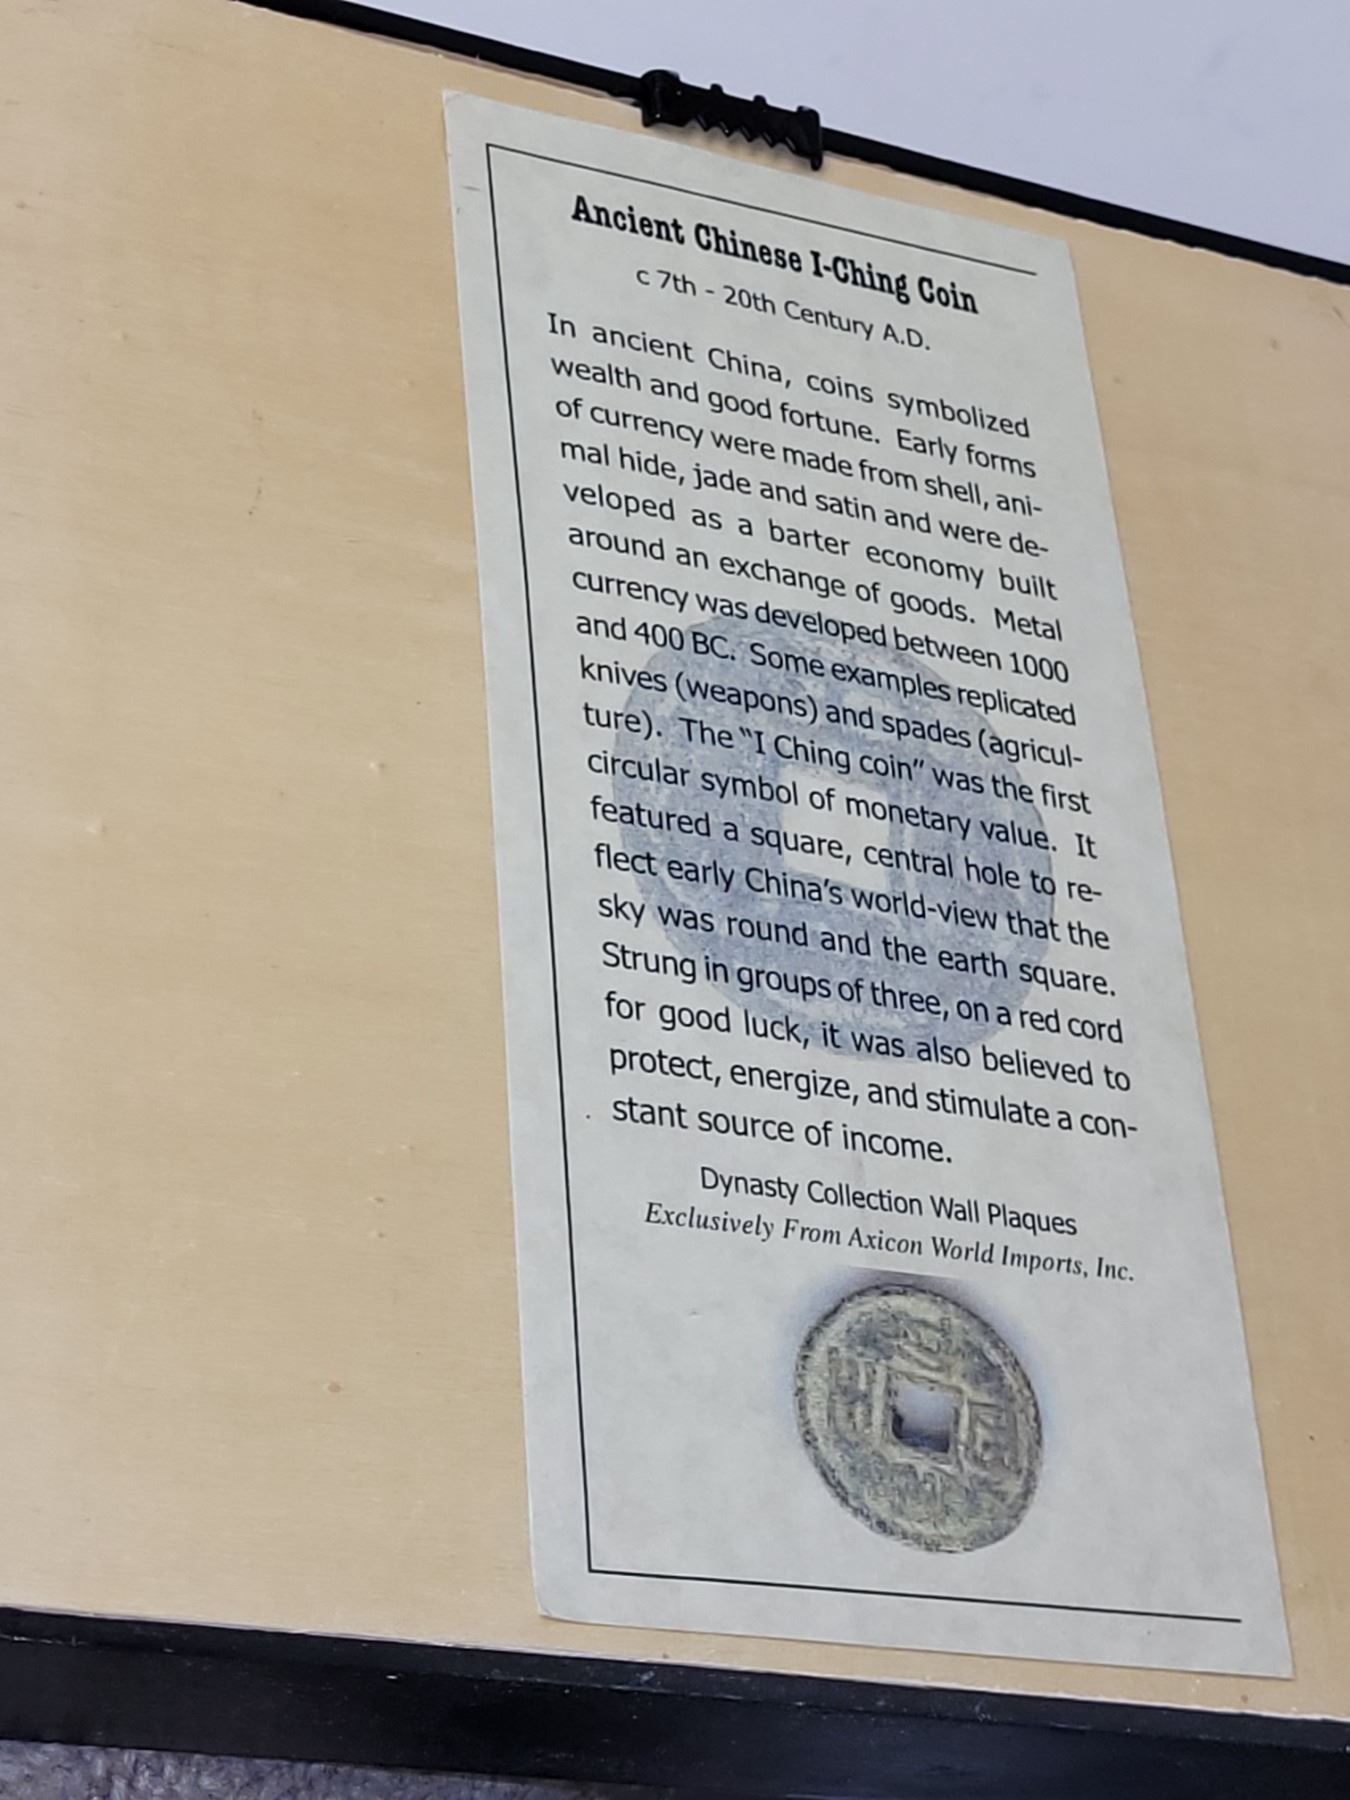 Ancient Chinese I-Ching Coin
c 7th - 20th Century A.D.
In ancient China, coins symbolized
wealth and good fortune. Early forms
of currency were made from shell, ani-
mal hide, jade and satin and were de-
veloped as a barter economy built
around an exchange of goods. Metal
currency was developed between 1000
and 400 BC. Some examples replicated
knives (weapons) and spades (agricul-
ture). The "I Ching coin" was the first
circular symbol of monetary value. It
featured a square, central hole to re-
flect early China's world-view that the
sky was round and the earth square.
Strung in groups of three, on a red cord
for good luck, it was also believed to
protect, energize, and stimulate a con-
stant source of income.
Dynasty Collection Wall Plaques
Exclusively From Axicon World Imports, Inc.